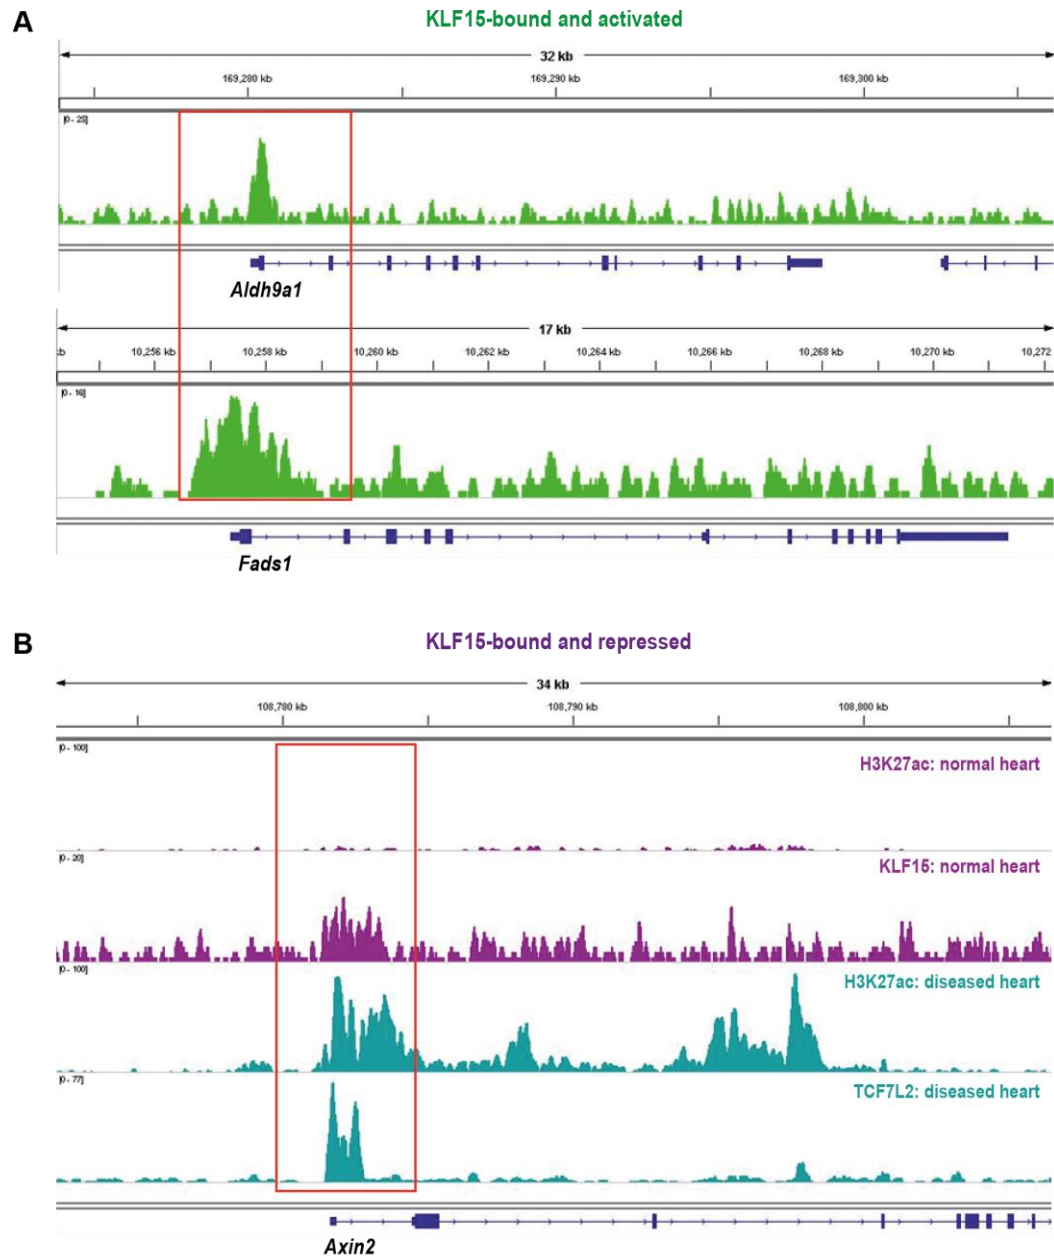 A
KLF15-bound and activated
32 kb
169,280 kb 169,290 kb 169,300 kb
[0 - 25]
Aldh9a1
17 kb
kb 10,256 kb 10,258 kb 10,260 kb 10,262 kb 10,264 kb 10,266 kb 10,268 kb 10,270 kb 10,272
[0 - 16]
Fads1
B
KLF15-bound and repressed
34 kb
108,780 kb 108,790 kb 108,800 kb
[0 - 100]
H3K27ac: normal heart
[0 - 20]
KLF15: normal heart
[0 - 100]
H3K27ac: diseased heart
[0 - 77]
TCF7L2: diseased heart
Axin2